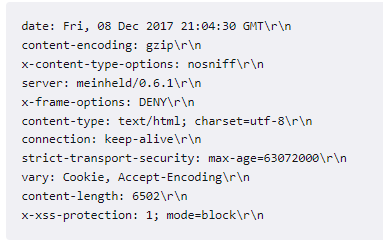 date: Fri, 08 Dec 2017 21:04:30 GMT\r\n
content-encoding: gzip\r\n
x-content-type-options: nosniff\r\n
server: meinheld/0.6.1\r\n
x-frame-options: DENY\r\n
content-type: text/html; charset=utf-8\r\n
connection: keep-alive\r\n
strict-transport-security: max-age=63072000\r\n
vary: Cookie, Accept-Encoding\r\n
content-length: 6502\r\n
x-xss-protection: 1; mode=block\r\n